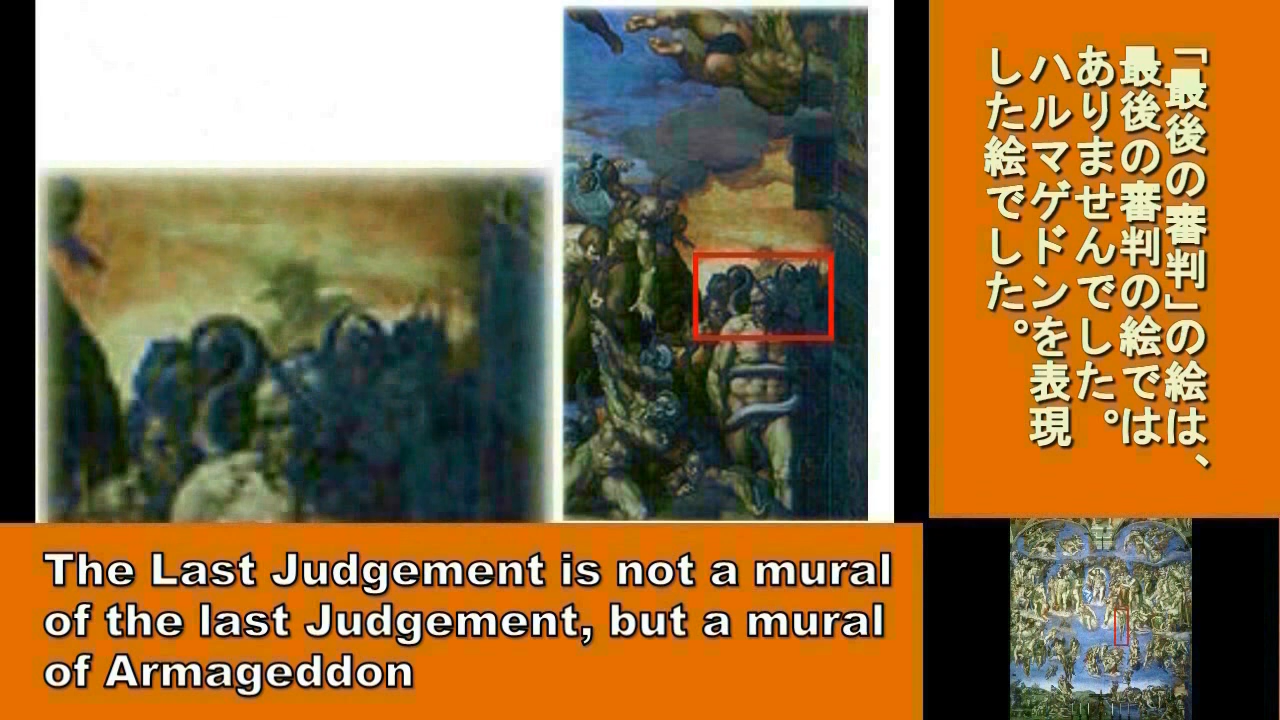 「最後の審判」の絵は、
最後の審判の絵では
ありませんでした。
ハルマゲドンを表現
した絵でした。
The Last Judgement is not a mural
of the last Judgement, but a mural
of Armageddon